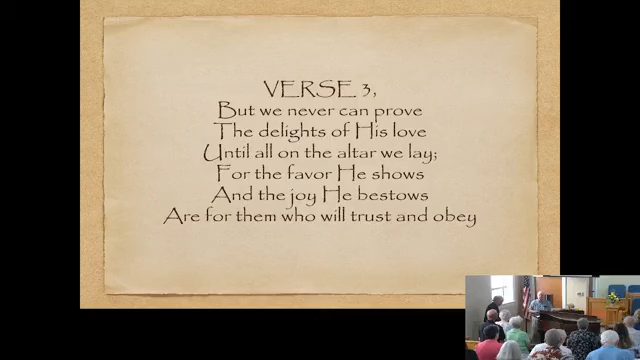 VERSE 3,
But we never can prove
The delights of His love
Until all on the altar we lay;
For the favor He shows
And the joy He bestows
Are for them who will trust and obey